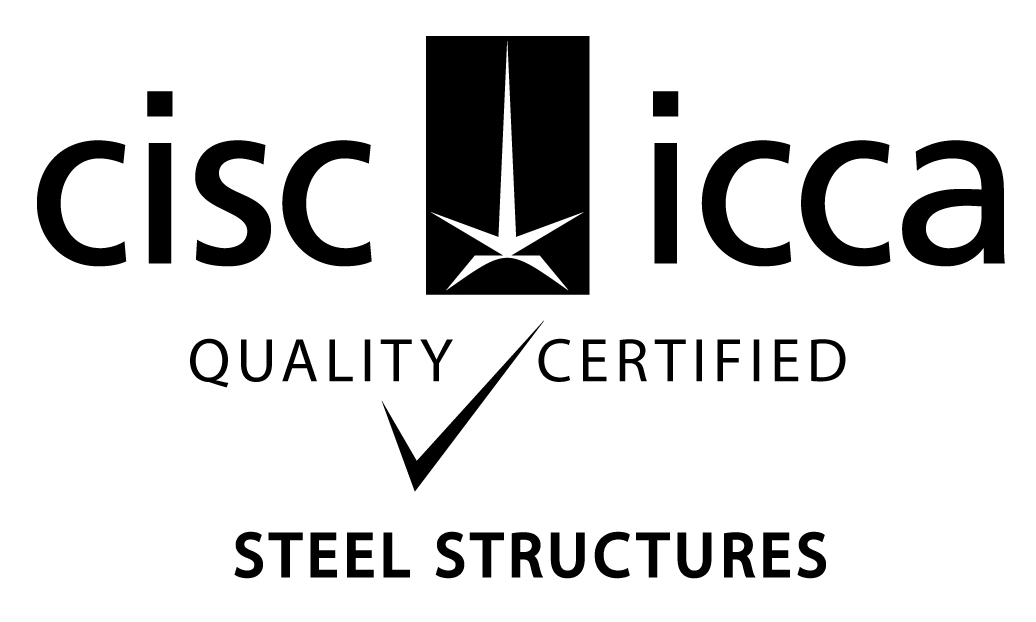 cisc icca
QUALITY CERTIFIED
STEEL STRUCTURES